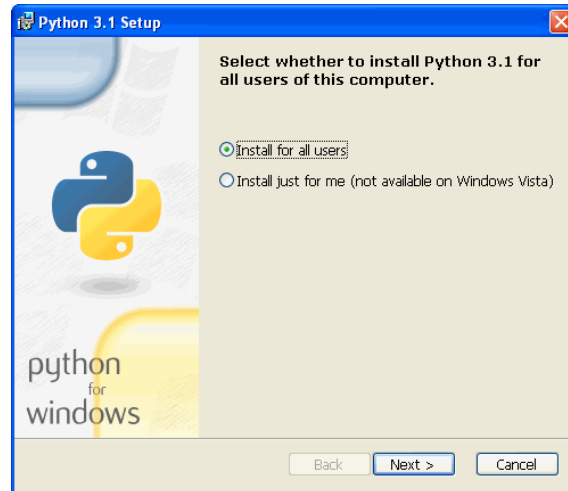 Python 3.1 Setup
Select whether to install Python 3.1 for
all users of this computer.
Install for all users
Install just for me (not available on Windows Vista)
python
for
windows
Back
Next >
Cancel